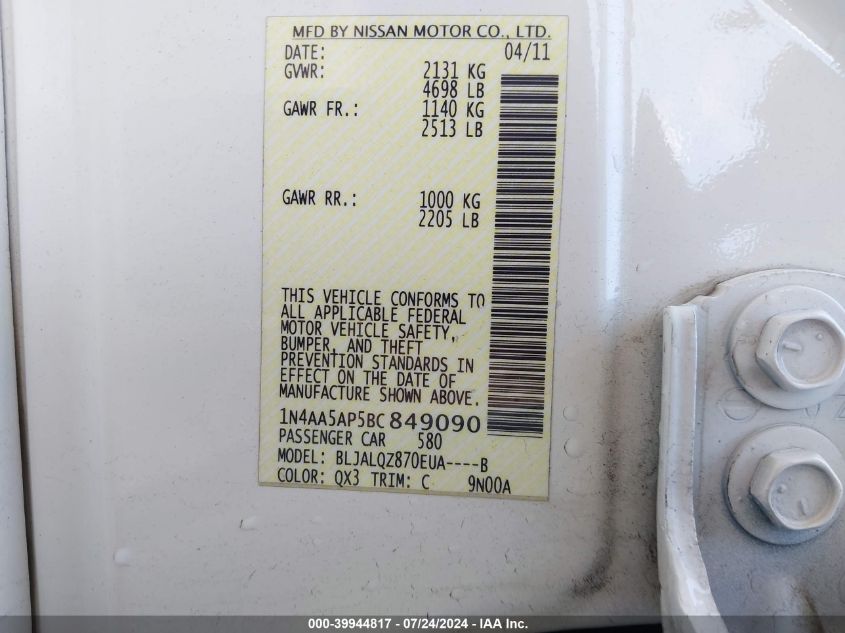 MFD BY NISSAN MOTOR CO., LTD.
DATE: 04/11
GVWR: 2131 KG
4698 LB
GAWR FR.: 1140 KG
2513 LB
GAWR RR.: 1000 KG
2205 LB
THIS VEHICLE CONFORMS TO
ALL APPLICABLE FEDERAL
MOTOR VEHICLE SAFETY,
BUMPER, AND THEFT
PREVENTION STANDARDS IN
EFFECT ON THE DATE OF
MANUFACTURE SHOWN ABOVE.
1N4AA5AP5BC849090
PASSENGER CAR 580
MODEL: BLJALQZ870EUA----B
COLOR: QX3 TRIM: C 9N00A
000-39944817 - 07/24/2024 - IAA Inc.